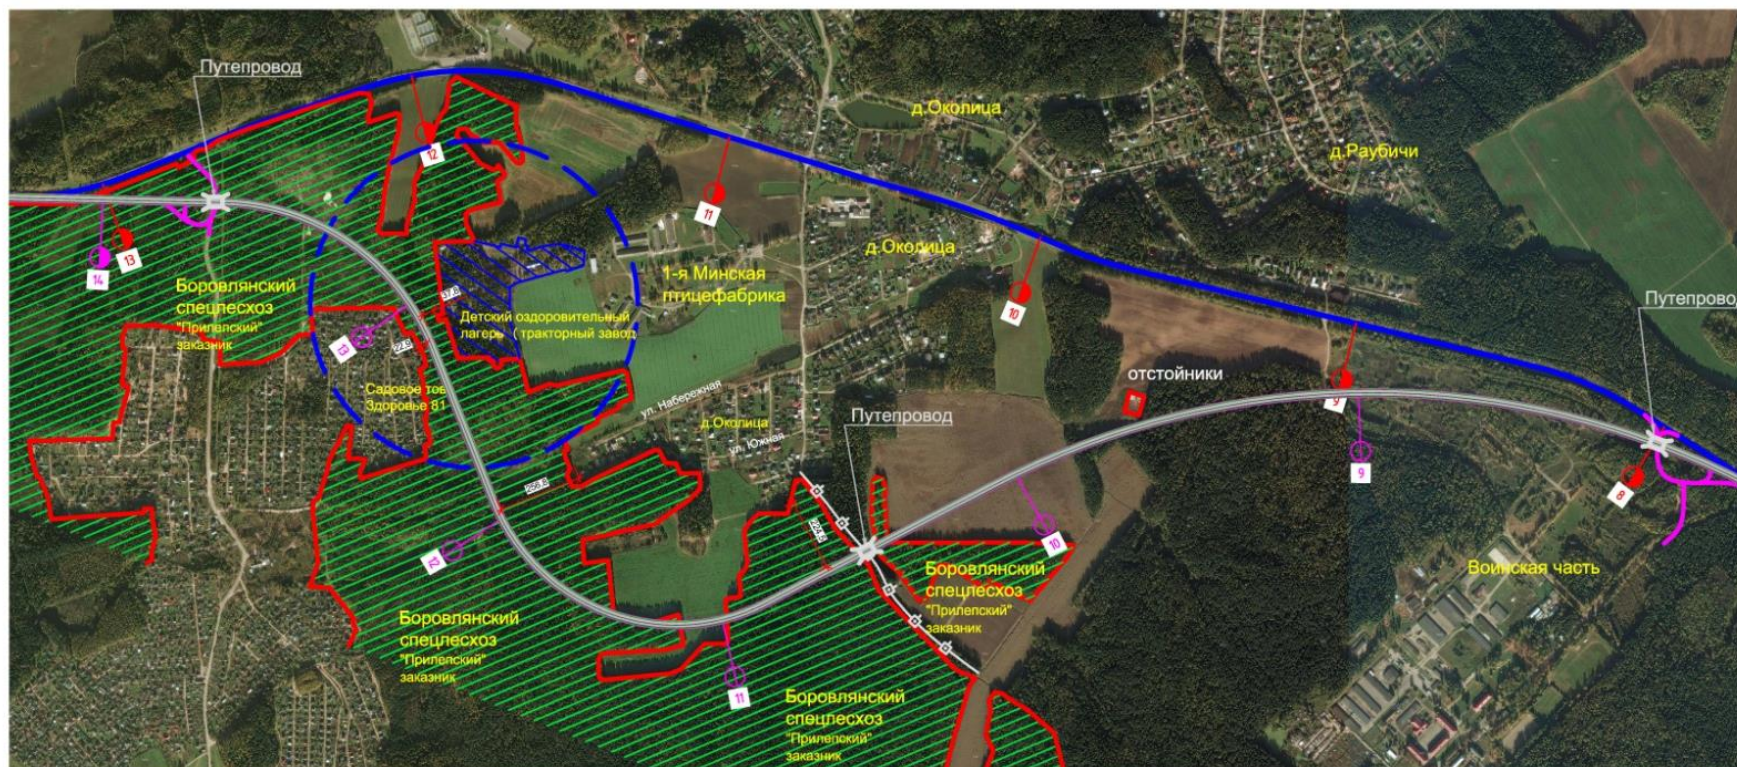 Путепровод
д.Околица
д.Раубичи
12
11
13
14
д.Околица
1-я Минская
птицефабрика
Боровлянский
спецлесхоз
"Прилепский"
заказник
37,8
Детский оздоровительный
лагерь ( тракторный завод
10
Путепровод
13
22,9
Садовое тов
Здоровье 81
ул. Набережная
отстойники
9
д.Околица
ул. Южная
Путепровод
9
8
256,8
12
10
Воинская часть
Боровлянский
спецлесхоз
"Прилепский"
заказник
Боровлянский
спецлесхоз
"Прилепский"
заказник
11
Боровлянский
спецлесхоз
"Прилепский"
заказник